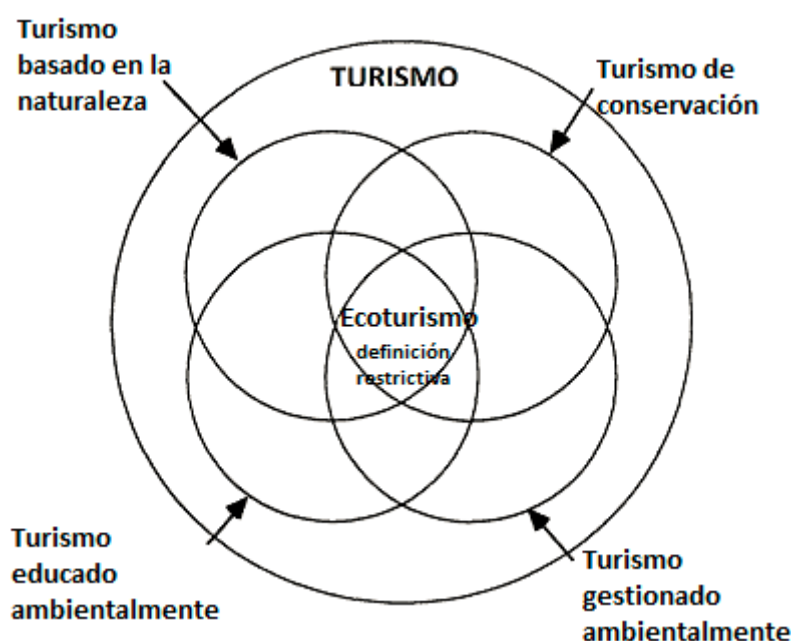 Turismo
basado en la
naturaleza
TURISMO
Turismo de
conservación
Ecoturismo
definición
restrictiva
Turismo
educado
ambientalmente
Turismo
gestionado
ambientalmente